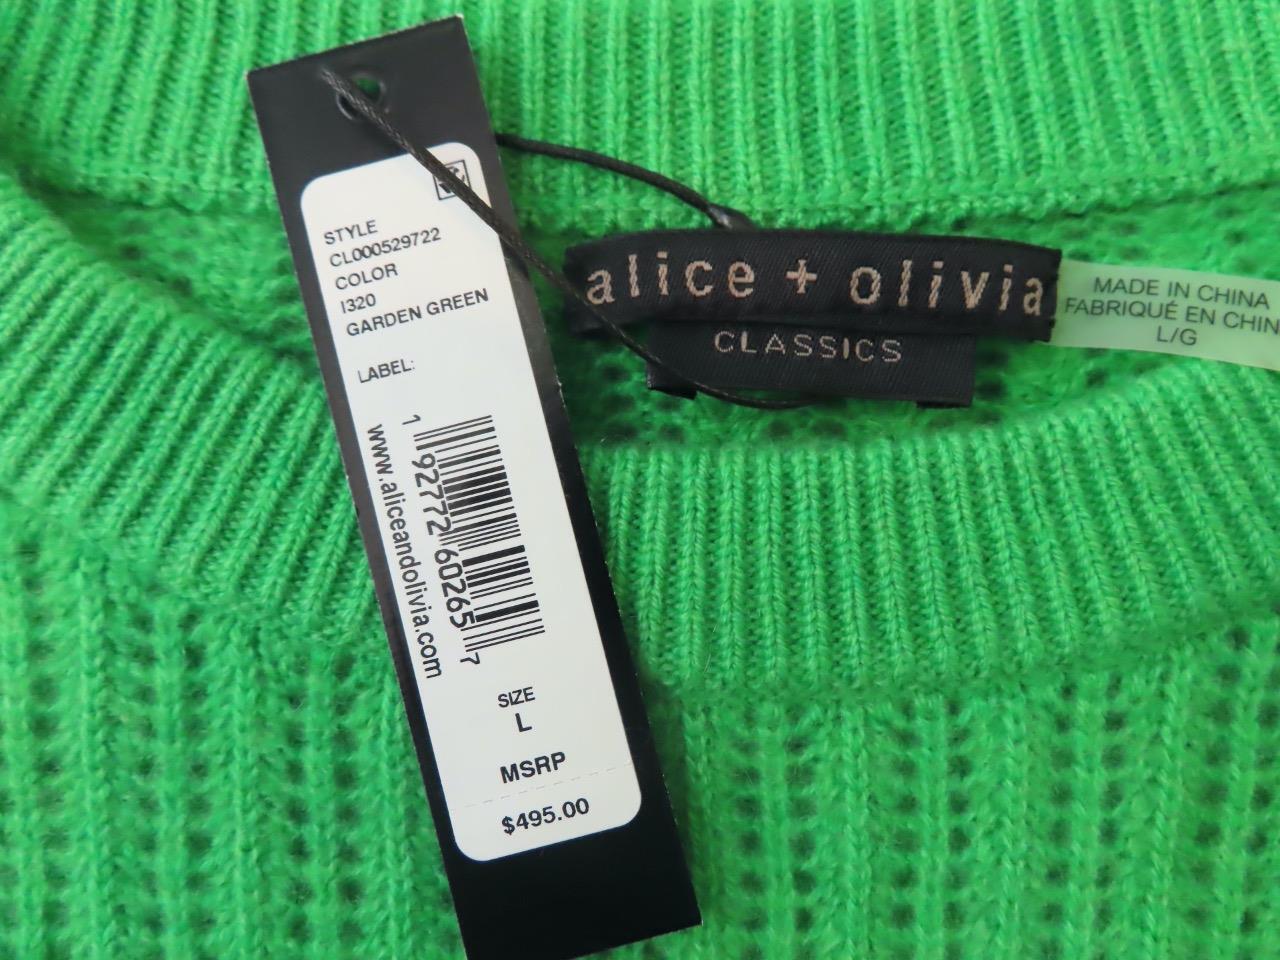 STYLE
CL000529722
COLOR
I320
GARDEN GREEN
LABEL:
1 92772 60265 7
www.aliceandolivia.com
SIZE
L
MSRP
$495.00
alice + olivia
CLASSICS
MADE IN CHINA
FABRIQUÉ EN CHIN
L/G